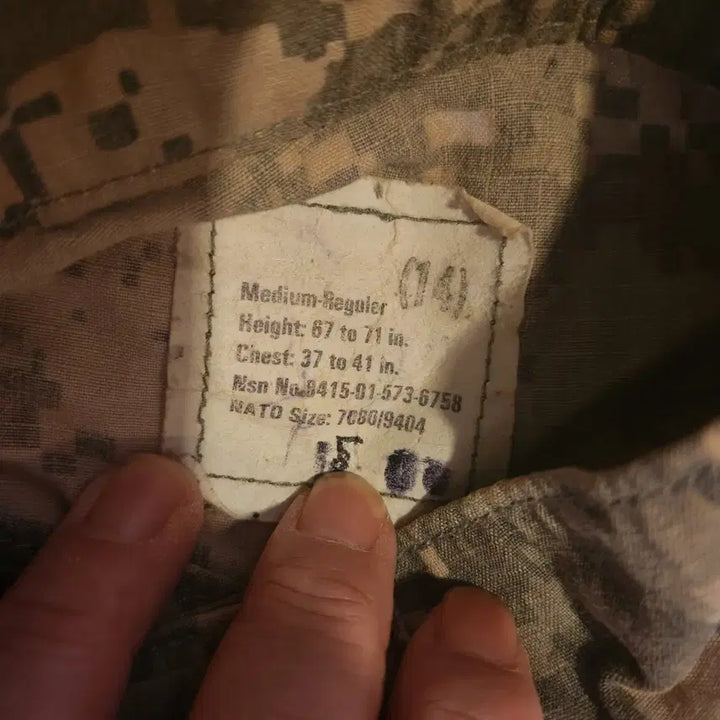 Medium-Regular (14)
Height: 67 to 71 in.
Chest: 37 to 41 in.
Nsn No. 8415-01-573-6758
NATO Size: 7080/9404